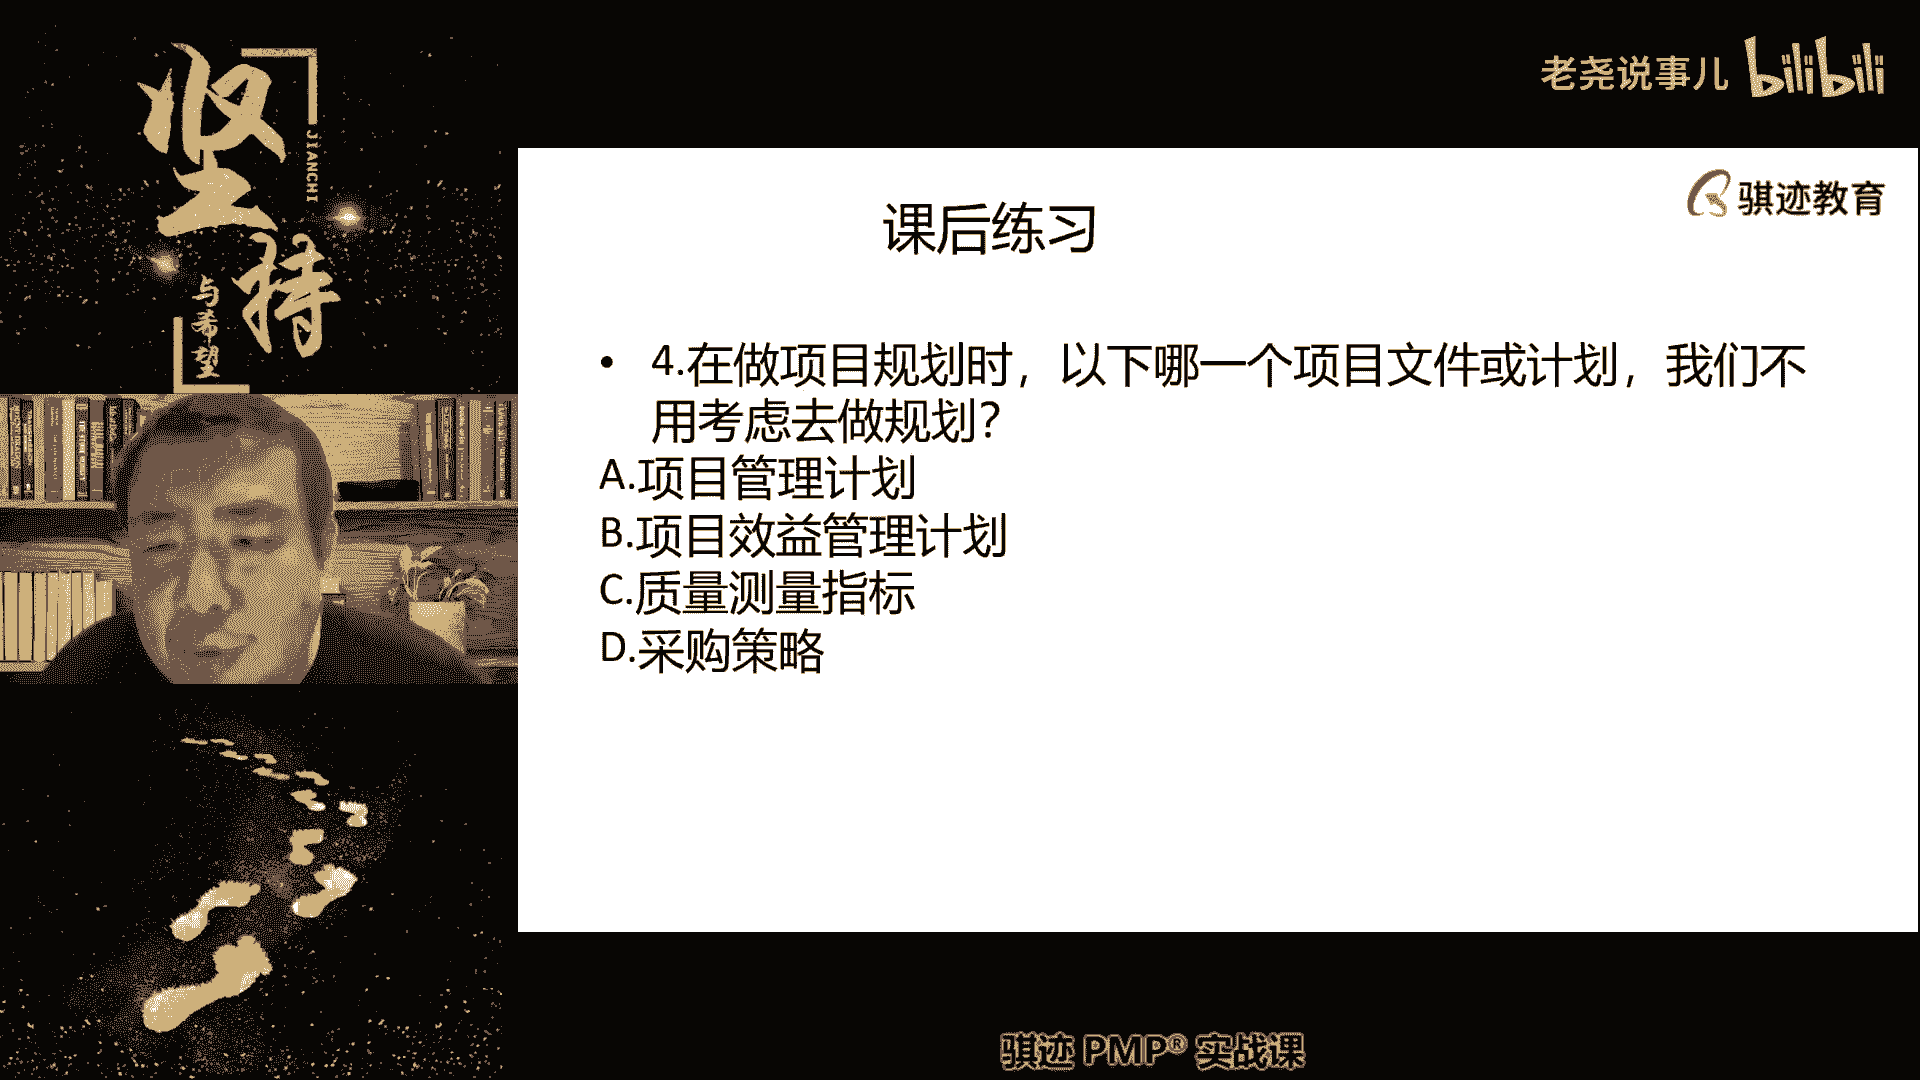 坚持
JIANCHI
与希望
老尧说事儿 bilibili
骐迹教育
课后练习
• 4.在做项目规划时，以下哪一个项目文件或计划，我们不
用考虑去做规划？
A.项目管理计划
B.项目效益管理计划
C.质量测量指标
D.采购策略
骐迹 PMP® 实战课